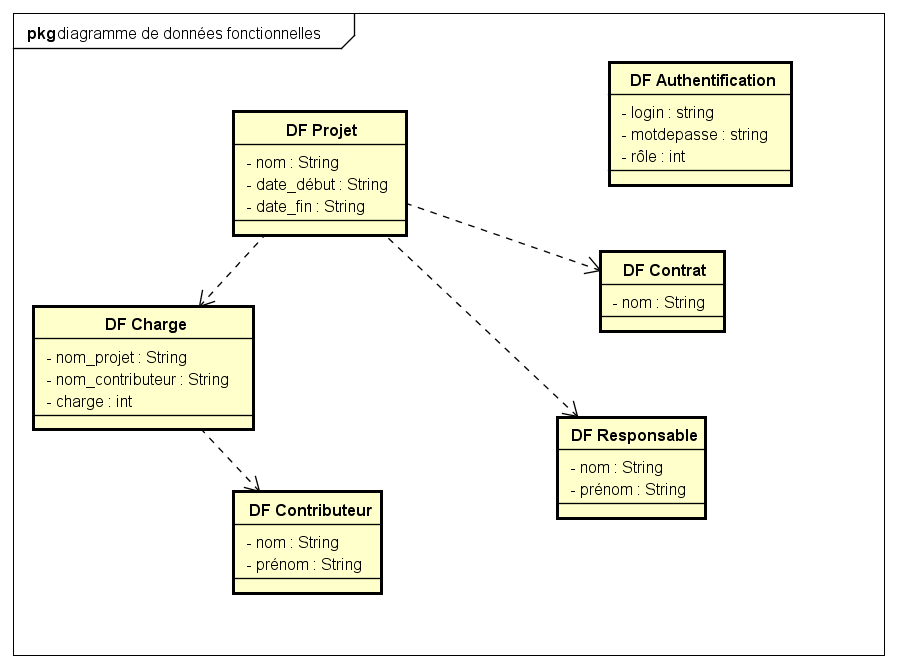 pkg diagramme de données fonctionnelles
DF Authentification
- login : string
- motdepasse : string
- rôle : int
DF Projet
- nom : String
- date_début : String
- date_fin : String
DF Contrat
- nom : String
DF Charge
- nom_projet : String
- nom_contributeur : String
- charge : int
DF Responsable
- nom : String
- prénom : String
DF Contributeur
- nom : String
- prénom : String